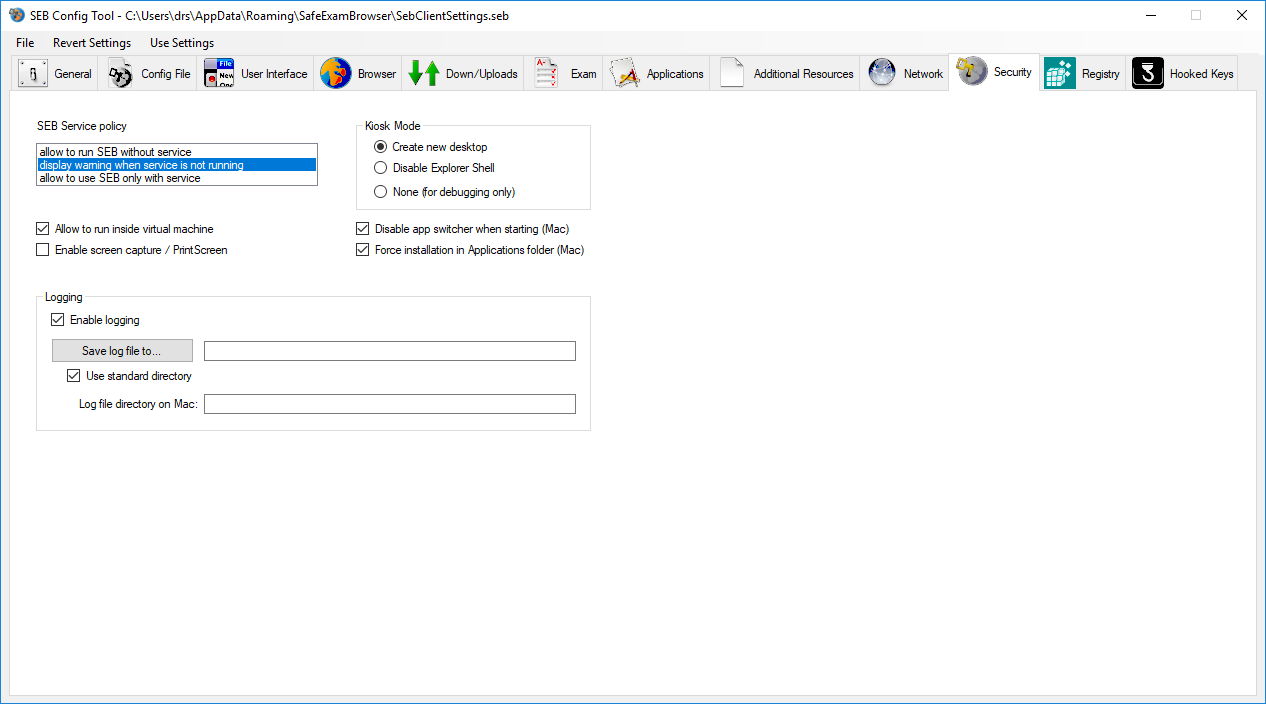 SEB Config Tool - C:\Users\drs\AppData\Roaming\SafeExamBrowser\SebClientSettings.seb
File Revert Settings Use Settings
General Config File File New User Interface Browser Down/Uploads A- Exam Applications Additional Resources Network Security Registry Hooked Keys
SEB Service policy
allow to run SEB without service
display warning when service is not running
allow to use SEB only with service
Kiosk Mode
Create new desktop
Disable Explorer Shell
None (for debugging only)
Allow to run inside virtual machine
Enable screen capture / PrintScreen
Disable app switcher when starting (Mac)
Force installation in Applications folder (Mac)
Logging
Enable logging
Save log file to...
Use standard directory
Log file directory on Mac: